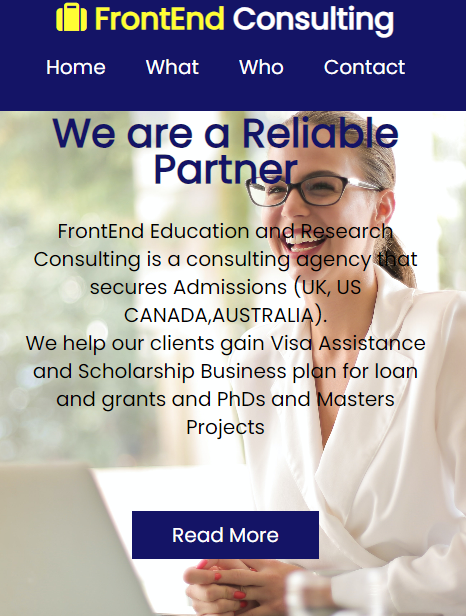 FrontEnd Consulting
Home What Who Contact
We are a Reliable
Partner
FrontEnd Education and Research
Consulting is a consulting agency that
secures Admissions (UK, US
CANADA,AUSTRALIA).
We help our clients gain Visa Assistance
and Scholarship Business plan for loan
and grants and PhDs and Masters
Projects
Read More